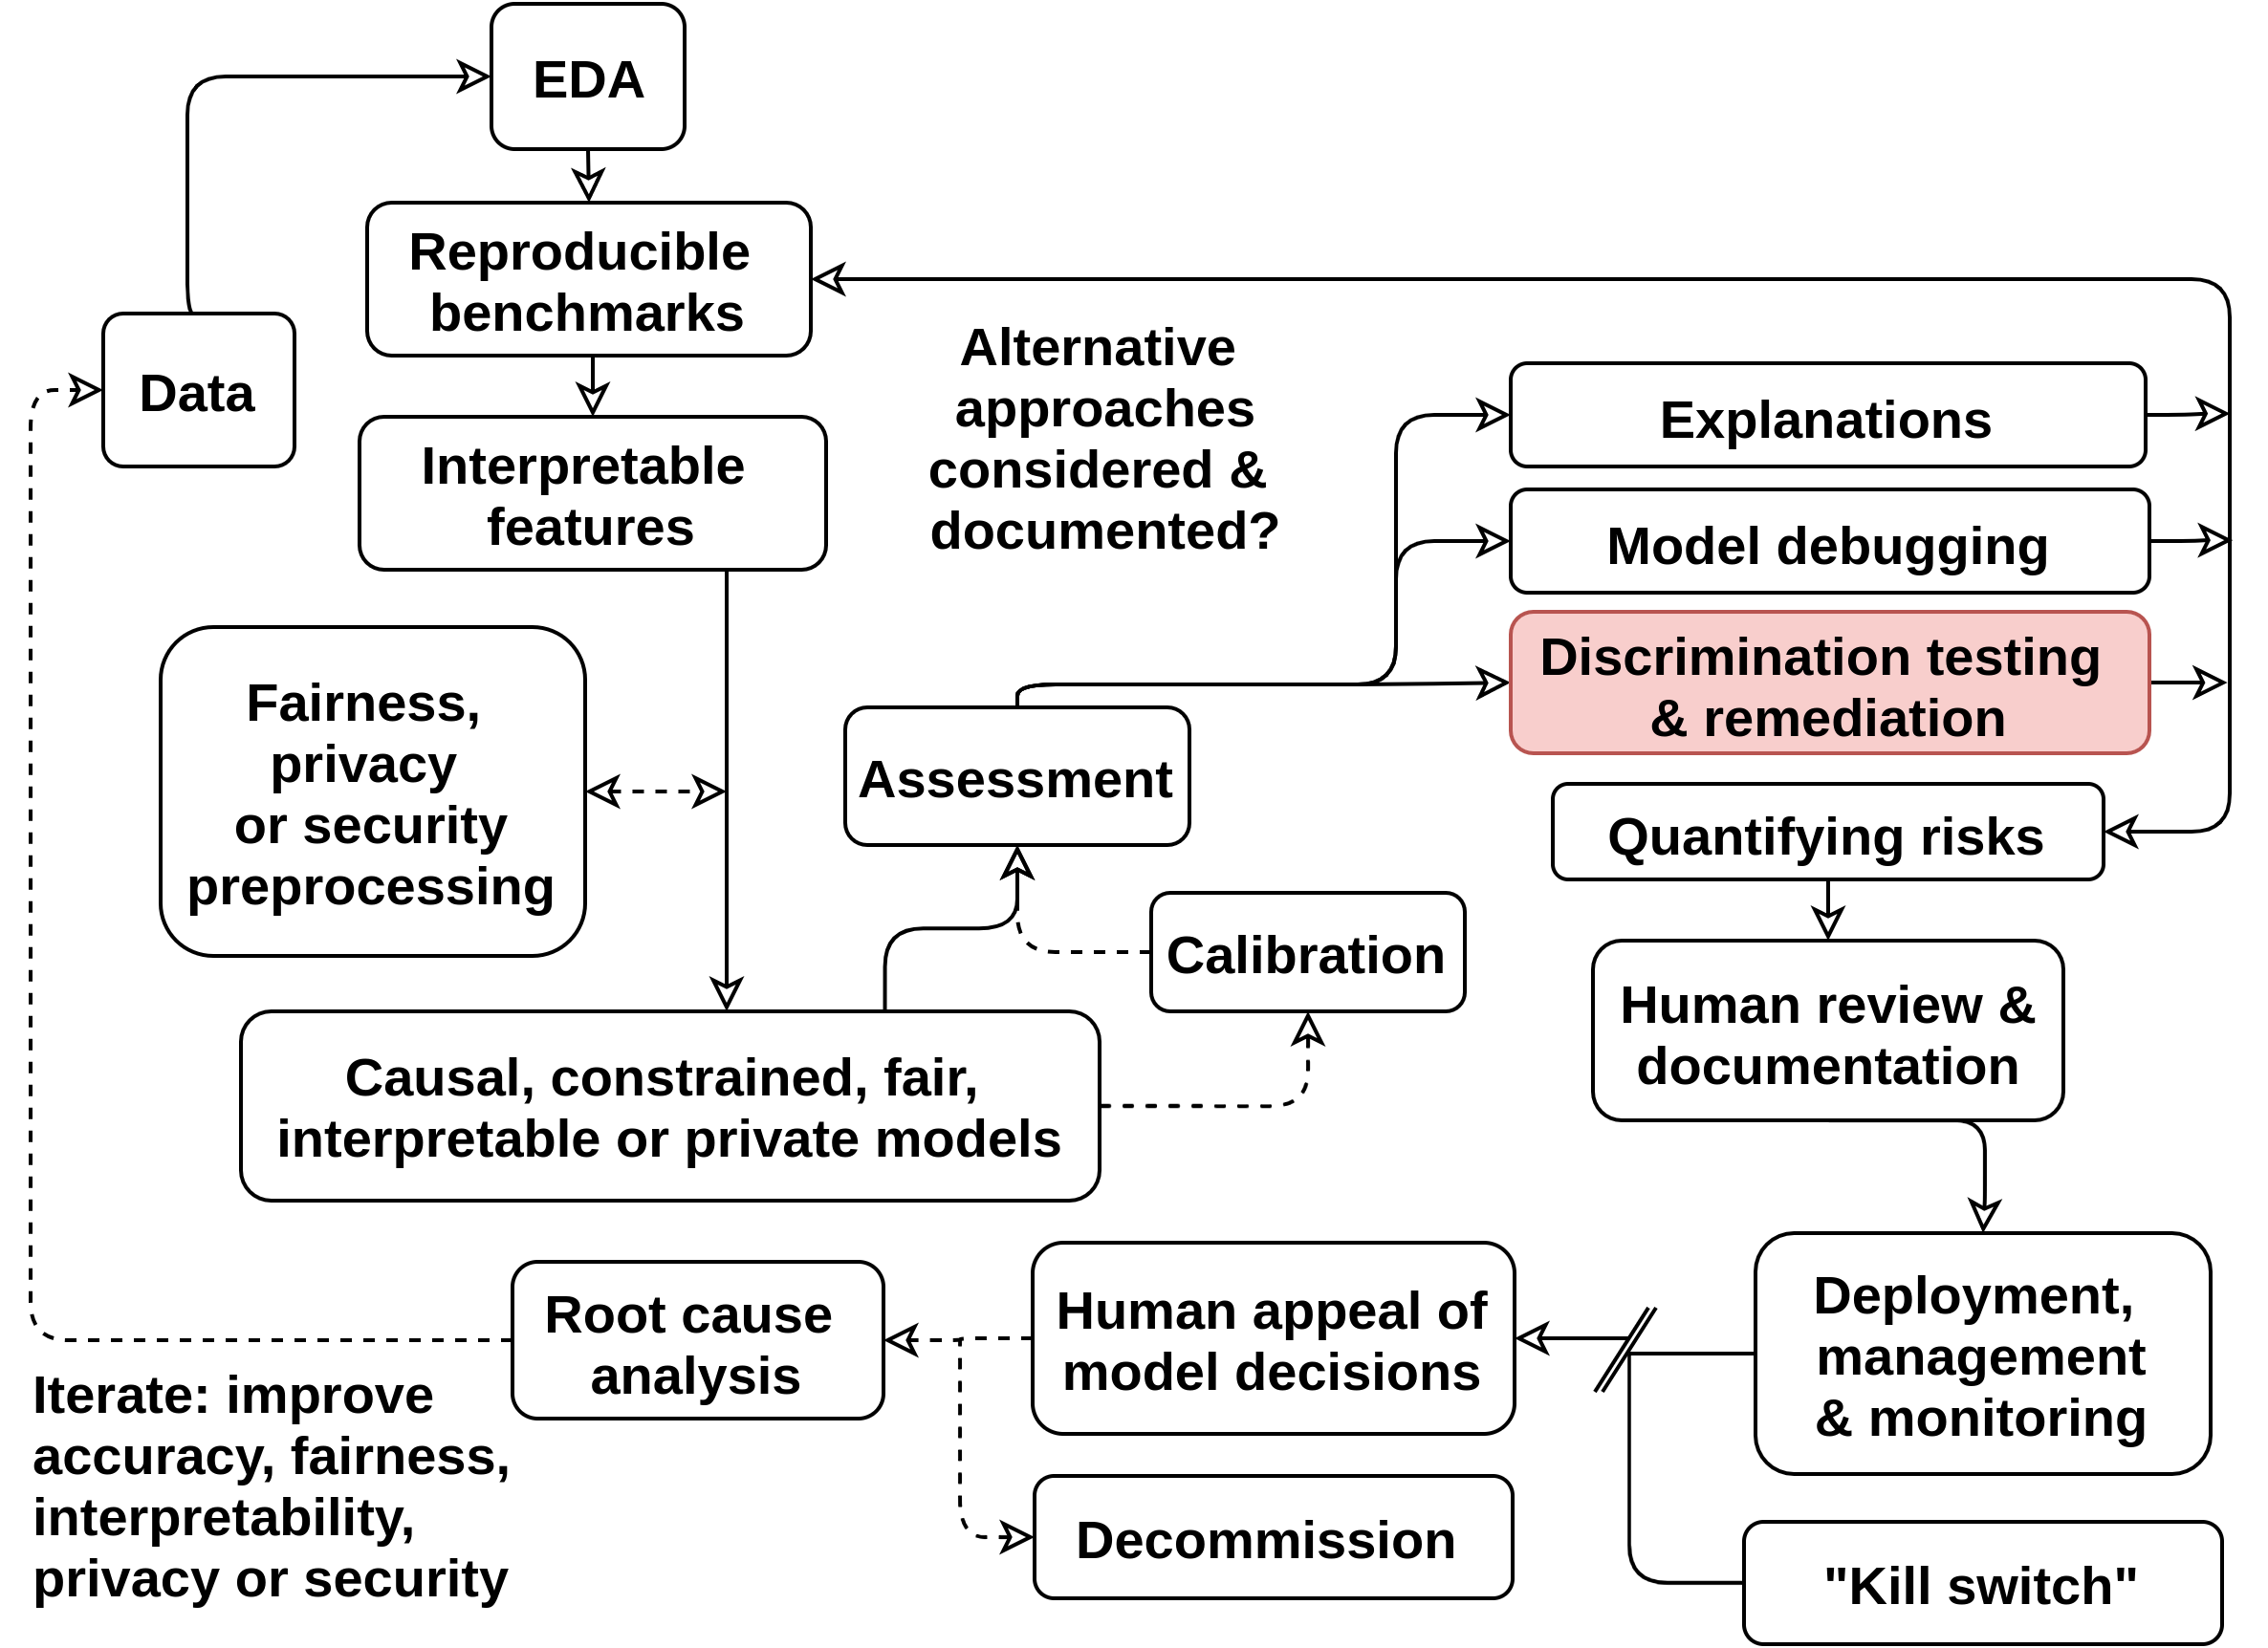 EDA
Reproducible
benchmarks
Data
Interpretable
features
Alternative
approaches
considered &
documented?
Explanations
Model debugging
Discrimination testing
& remediation
Fairness,
privacy
or security
preprocessing
Assessment
Quantifying risks
Calibration
Human review &
documentation
Causal, constrained, fair,
interpretable or private models
Root cause
analysis
Human appeal of
model decisions
Deployment,
management
& monitoring
Iterate: improve
accuracy, fairness,
interpretability,
privacy or security
Decommission
"Kill switch"